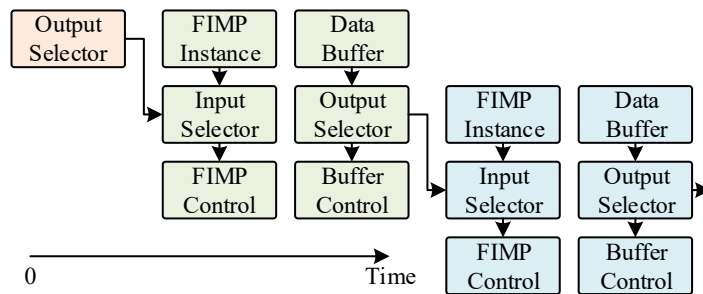 Output
Selector
FIMP
Instance
Data
Buffer
Input
Selector
Output
Selector
FIMP
Control
Buffer
Control
FIMP
Instance
Data
Buffer
Input
Selector
Output
Selector
FIMP
Control
Buffer
Control
0
Time